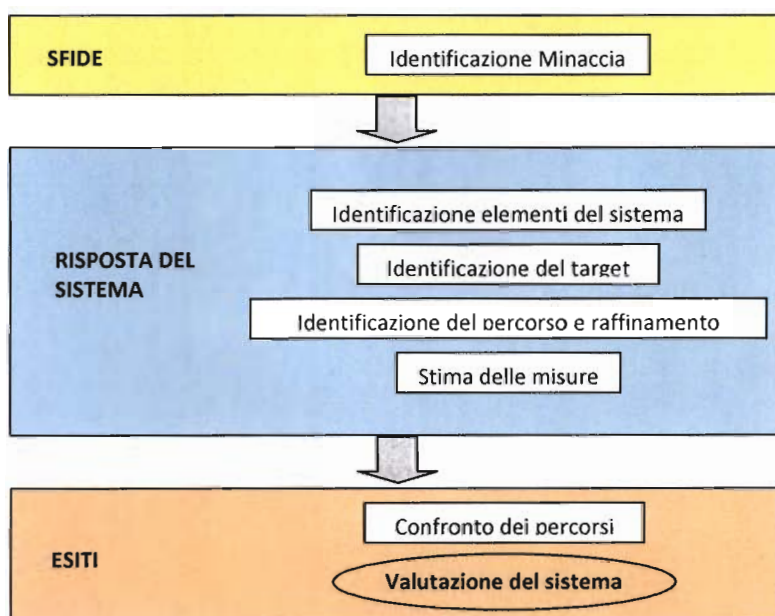 SFIDE
Identificazione Minaccia
Identificazione elementi del sistema
RISPOSTA DEL
SISTEMA
Identificazione del target
Identificazione del percorso e raffinamento
Stima delle misure
Confronto dei percorsi
ESITI
Valutazione del sistema